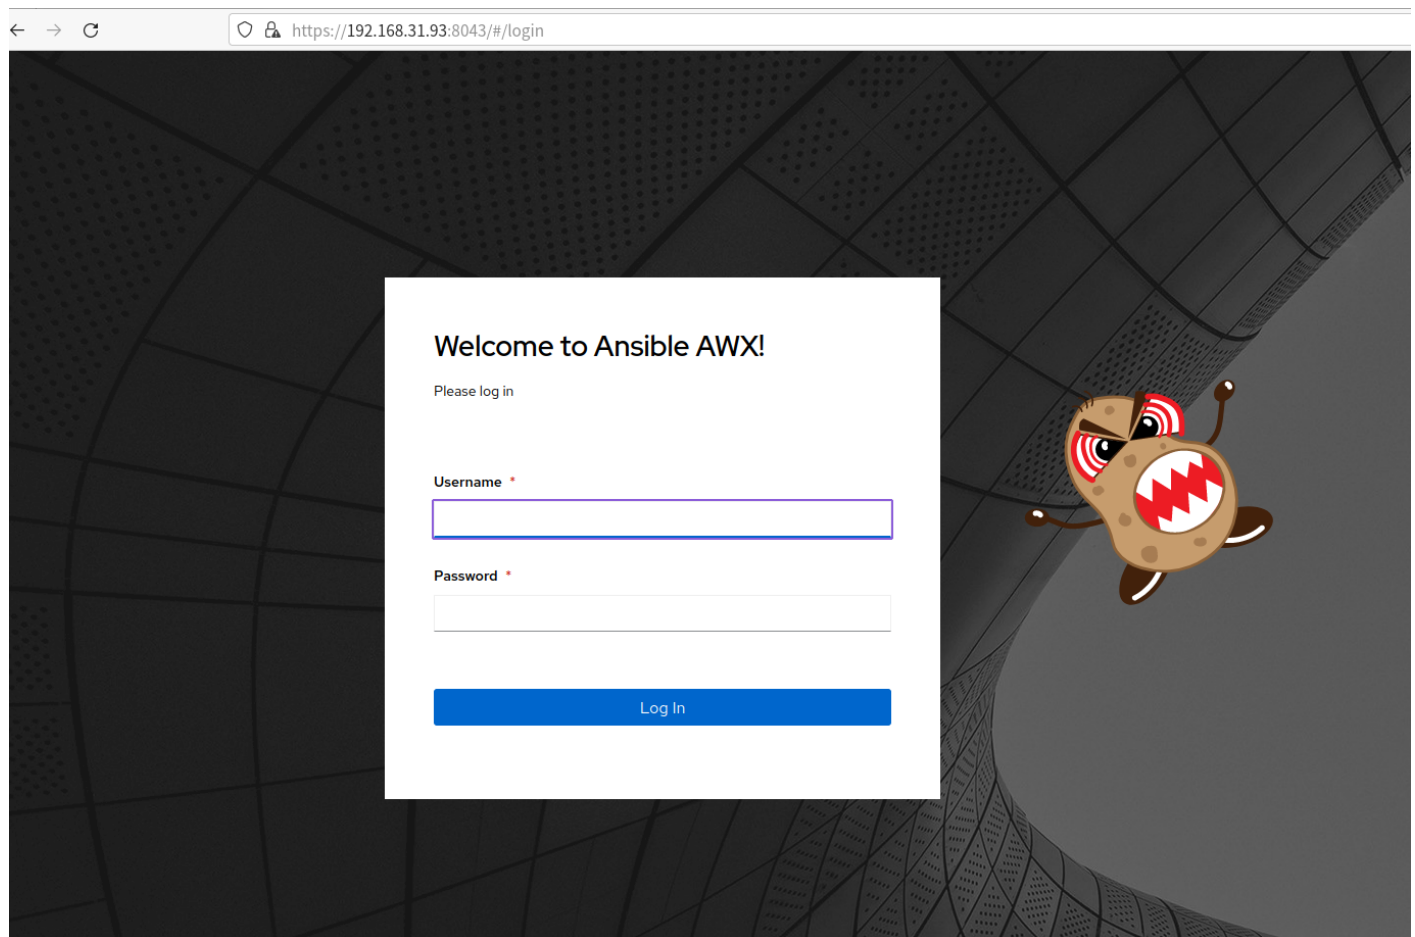 https://192.168.31.93:8043/#/login
Welcome to Ansible AWX!
Please log in
Username *
Password *
Log In